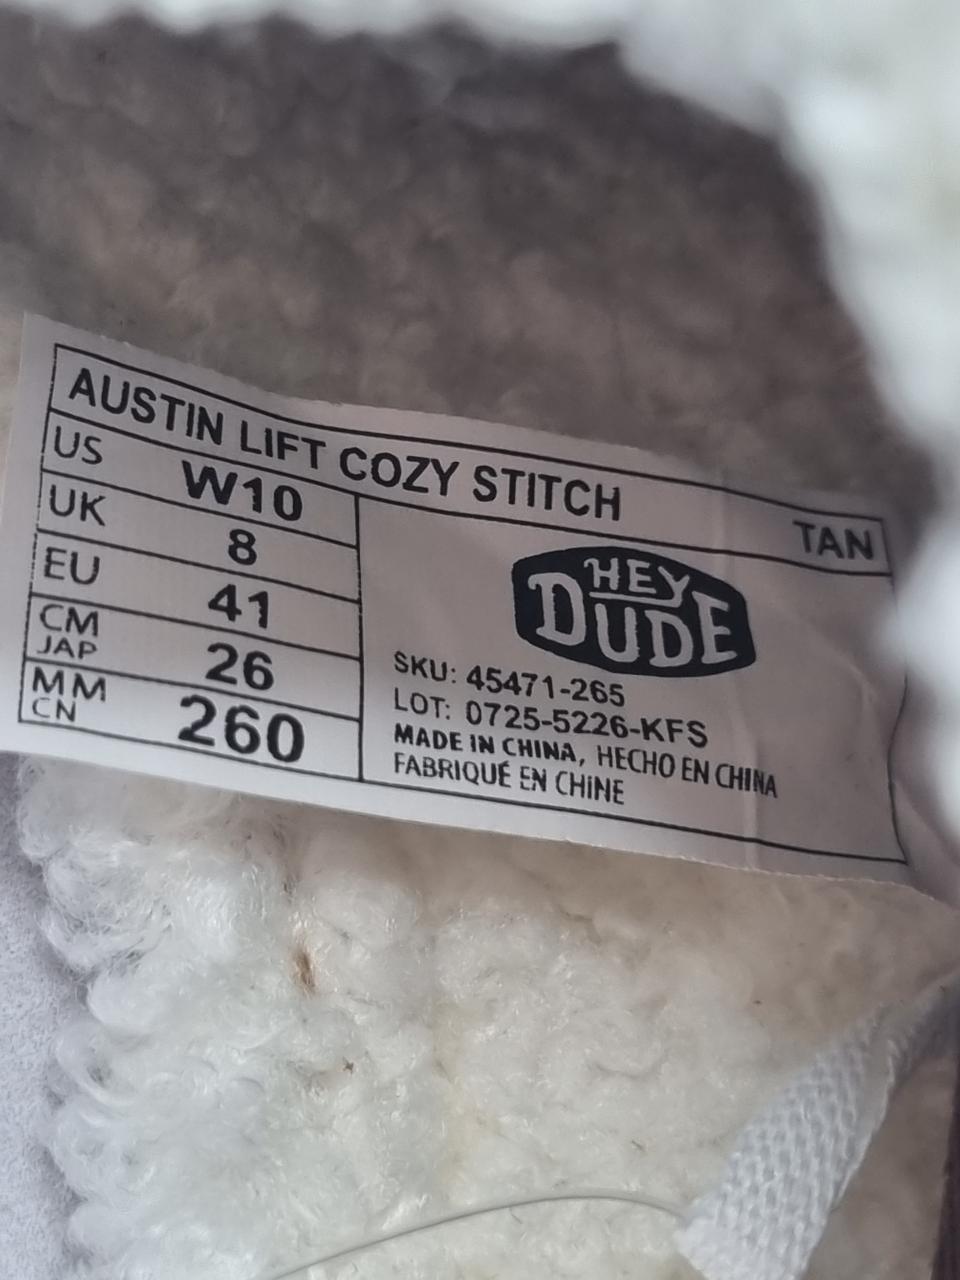 AUSTIN LIFT COZY STITCH TAN
US W10
UK 8
EU 41
CM JAP 26
MM CN 260
HEY
DUDE
SKU: 45471-265
LOT: 0725-5226-KFS
MADE IN CHINA, HECHO EN CHINA
FABRIQUÉ EN CHINE